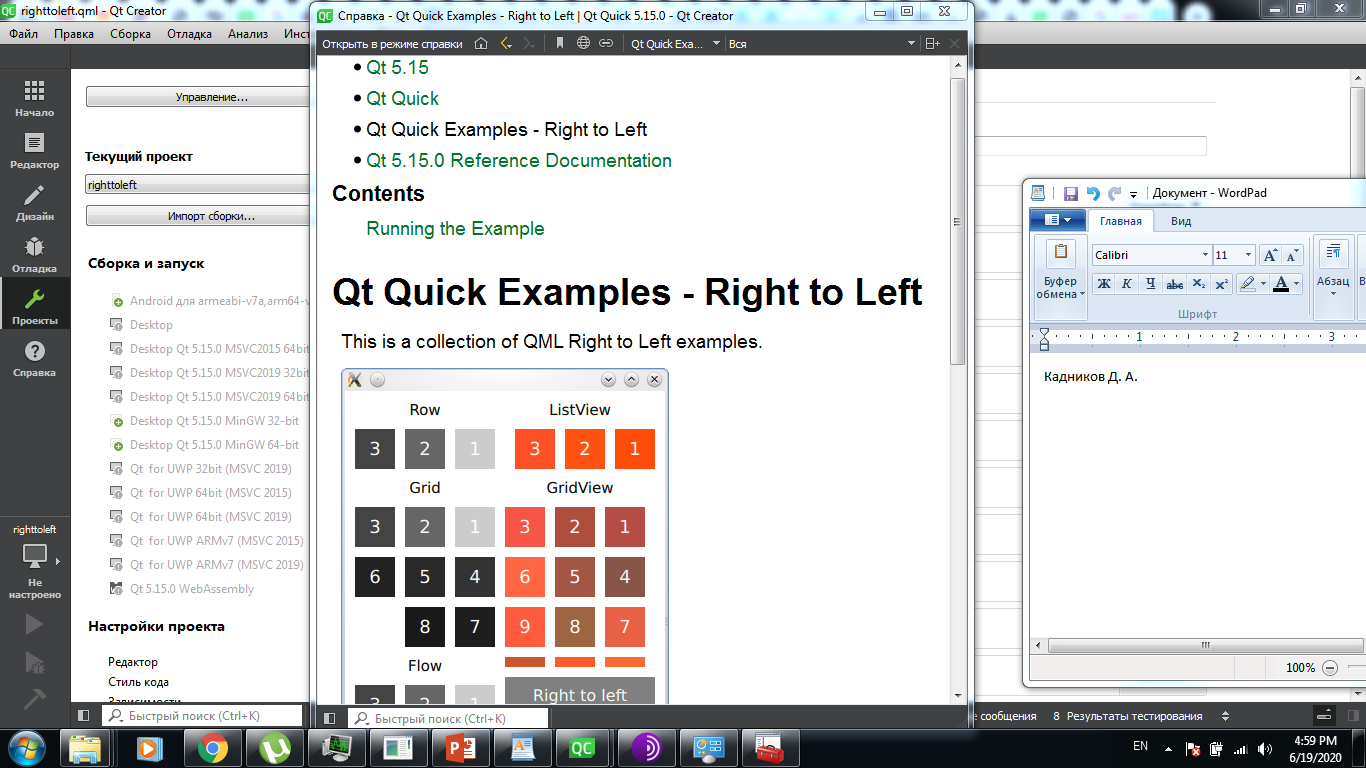 righttoleft.qml - Qt Creator
Файл Правка Сборка Отладка Анализ
Начало
Редактор
Дизайн
Отладка
Проекты
Справка
righttoleft
Не
настроено
Управление...
Текущий проект
righttoleft
Импорт сборки...
Сборка и запуск
Android для armeabi-v7a,arm64-v
Desktop
Desktop Qt 5.15.0 MSVC2015 64bit
Desktop Qt 5.15.0 MSVC2019 32bit
Desktop Qt 5.15.0 MSVC2019 64bit
Desktop Qt 5.15.0 MinGW 32-bit
Desktop Qt 5.15.0 MinGW 64-bit
Qt for UWP 32bit (MSVC 2019)
Qt for UWP 64bit (MSVC 2015)
Qt for UWP 64bit (MSVC 2019)
Qt for UWP ARMv7 (MSVC 2015)
Qt for UWP ARMv7 (MSVC 2019)
Qt 5.15.0 WebAssembly
Настройки проекта
Редактор
Стиль кода
Зависимости
Быстрый поиск (Ctrl+K)
Справка - Qt Quick Examples - Right to Left | Qt Quick 5.15.0 - Qt Creator
Открыть в режиме справки Qt Quick Exa... Вся
Qt 5.15
Qt Quick
Qt Quick Examples - Right to Left
Qt 5.15.0 Reference Documentation
Contents
Running the Example
Qt Quick Examples - Right to Left
This is a collection of QML Right to Left examples.
Row ListView
3 2 1 3 2 1
Grid GridView
3 2 1 3 2 1
6 5 4 6 5 4
8 7 9 8 7
Flow
3 2 1 Right to left
Быстрый поиск (Ctrl+K)
Документ - WordPad
Главная Вид
Буфер
обмена
Calibri 11
Ж К Ч abc X₂ X²
A
Шрифт
Абзац
1 2 3
Кадников Д. А.
100%
е сообщения 8 Результаты тестирования
EN
4:59 PM
6/19/2020